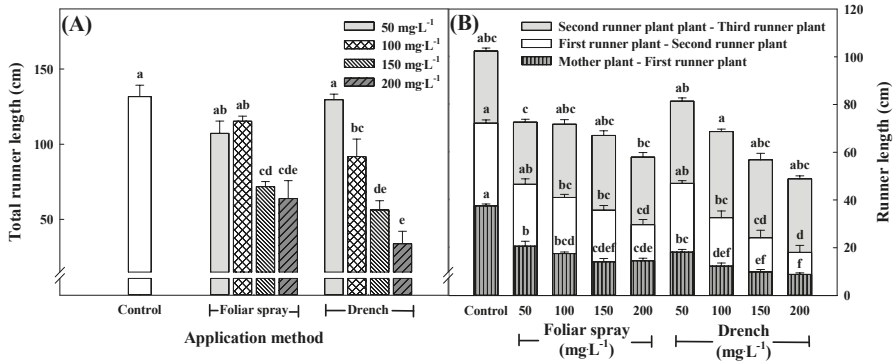 (A)
50 mg·L-1
100 mg·L-1
150 mg·L-1
200 mg·L-1
Total runner length (cm)
150
100
50
a
ab
ab
cd
cde
a
bc
de
e
Control
Foliar spray
Drench
Application method
(B)
Second runner plant plant - Third runner plant
First runner plant - Second runner plant
Mother plant - First runner plant
abc
a
a
c
ab
b
abc
bc
bcd
abc
bc
cdef
bc
cd
cde
ab
ab
bc
a
bc
def
abc
cd
ef
abc
d
f
120
100
80
60
40
20
0
Runner length (cm)
Control 50 100 150 200 50 100 150 200
Foliar spray
(mg·L-1)
Drench
(mg·L-1)